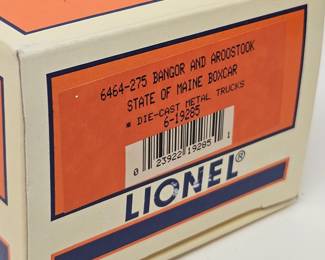 6464-275 BANGOR AND AROOSTOOK
STATE OF MAINE BOXCAR
* DIE-CAST METAL TRUCKS
6-19285
0 23922 19285 1
LIONEL®